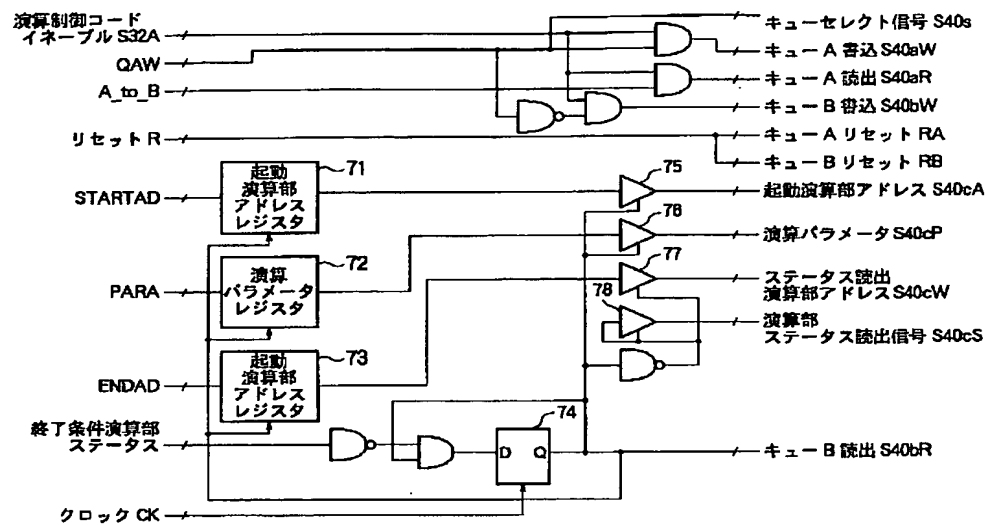 演算制御コード
イネーブル S32A
QAW
A_to_B
リセット R
STARTAD
PARA
ENDAD
終了条件演算部
ステータス
クロック CK
起動
演算部
アドレス
レジスタ
71
演算
パラメータ
レジスタ
72
起動
演算部
アドレス
レジスタ
73
D Q
74
75
76
77
78
キューセレクト信号 S40s
キュー A 書込 S40aW
キュー A 読出 S40aR
キュー B 書込 S40bW
キュー A リセット RA
キュー B リセット RB
起動演算部アドレス S40cA
演算パラメータ S40cP
ステータス読出
演算部アドレス S40cW
演算部
ステータス読出信号 S40cS
キュー B 読出 S40bR